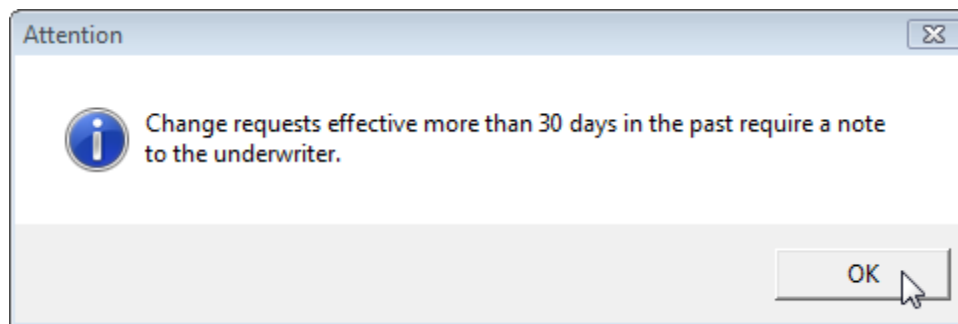 Attention
Change requests effective more than 30 days in the past require a note
to the underwriter.
OK